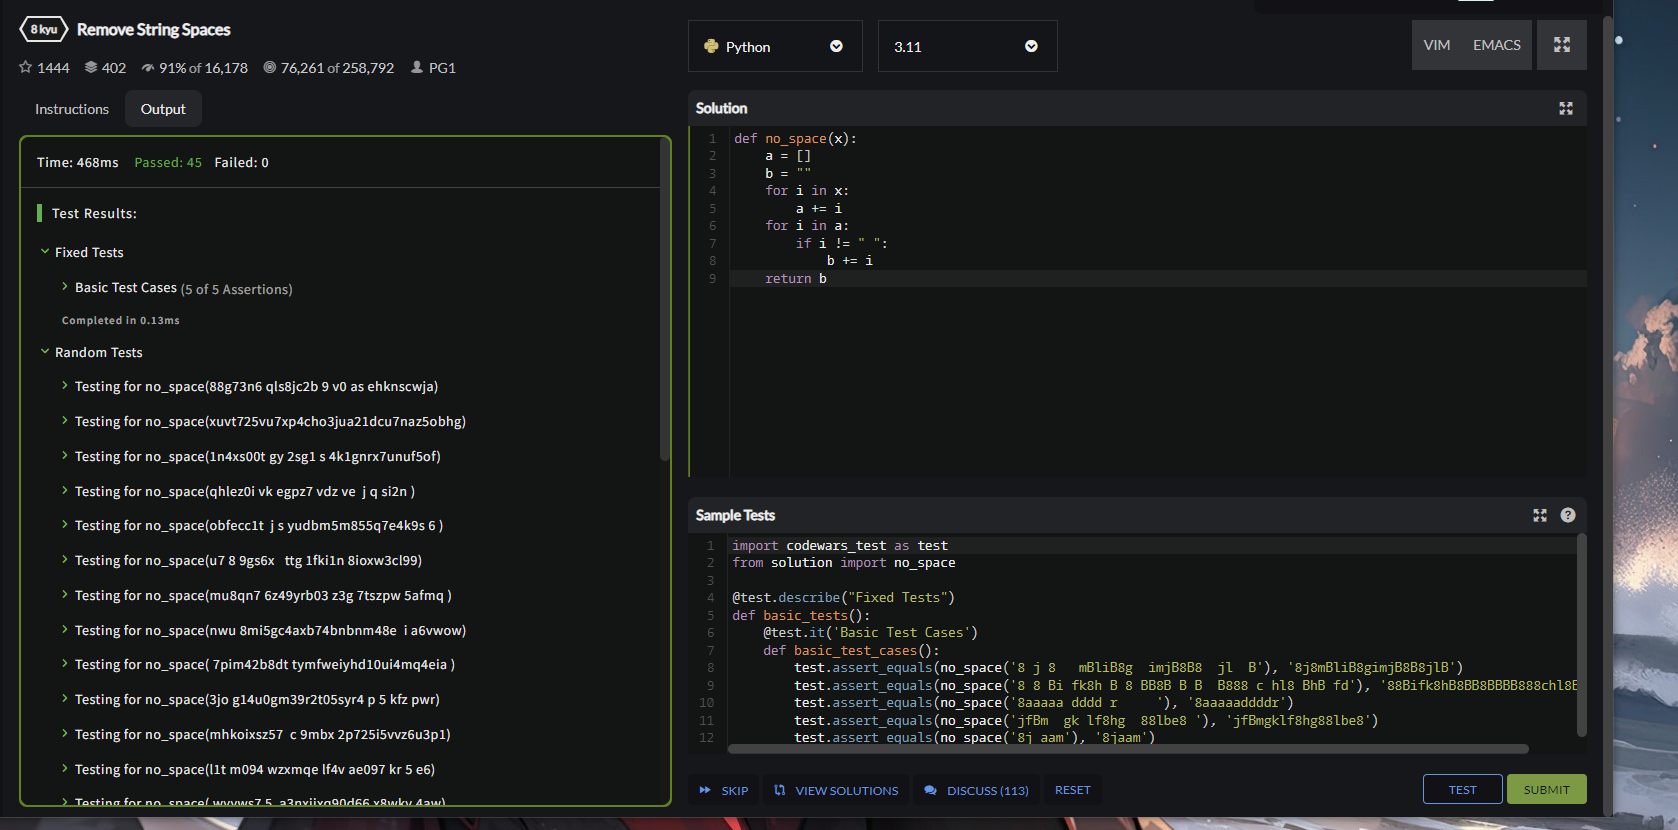 8 kyu Remove String Spaces
1444 402 91% of 16,178 76,261 of 258,792 PG1
Instructions Output
Time: 468ms Passed: 45 Failed: 0
Test Results:
Fixed Tests
Basic Test Cases (5 of 5 Assertions)
Completed in 0.13ms
Random Tests
Testing for no_space(88g73n6 qls8jc2b 9 v0 as ehknscwja)
Testing for no_space(xuvt725vu7xp4cho3jua21dcu7naz5obhg)
Testing for no_space(1n4xs00t gy 2sg1 s 4k1gnrx7unuf5of)
Testing for no_space(qhlez0i vk egpz7 vdz ve  j q si2n )
Testing for no_space(obfecc1t  j s yudbm5m855q7e4k9s 6 )
Testing for no_space(u7 8 9gs6x   ttg 1fki1n 8ioxw3cl99)
Testing for no_space(mu8qn7 6z49yrb03 z3g 7tszpw 5afmq )
Testing for no_space(nwu 8mi5gc4axb74bnbnm48e  i a6vwow)
Testing for no_space( 7pim42b8dt tymfweiyhd10ui4mq4eia )
Testing for no_space(3jo g14u0gm39r2t05syr4 p 5 kfz pwr)
Testing for no_space(mhkoixsz57  c 9mbx 2p725i5vvz6u3p1)
Testing for no_space(l1t m094 wzxmqe lf4v ae097 kr 5 e6)
Testing for no_space( wvvws7 5  a3nxjixq90d66 x8wkv 4aw)
Python 3.11 VIM EMACS
Solution
1 def no_space(x):
2     a = []
3     b = ""
4     for i in x:
5         a += i
6     for i in a:
7         if i != " ":
8             b += i
9     return b
Sample Tests
1 import codewars_test as test
2 from solution import no_space
3
4 @test.describe("Fixed Tests")
5 def basic_tests():
6     @test.it('Basic Test Cases')
7     def basic_test_cases():
8         test.assert_equals(no_space('8 j 8   mBliB8g  imjB8B8  jl  B'), '8j8mBliB8gimjB8B8jlB')
9         test.assert_equals(no_space('8 8 Bi fk8h B 8 BB8B B B  B888 c hl8 BhB fd'), '88Bifk8hB8BB8BBBB888chl8B
10         test.assert_equals(no_space('8aaaaa dddd r     '), '8aaaaaddddr')
11         test.assert_equals(no_space('jfBm  gk lf8hg  88lbe8 '), 'jfBmgklf8hg88lbe8')
12         test.assert_equals(no_space('8j aam'), '8jaam')
SKIP VIEW SOLUTIONS DISCUSS (113) RESET TEST SUBMIT